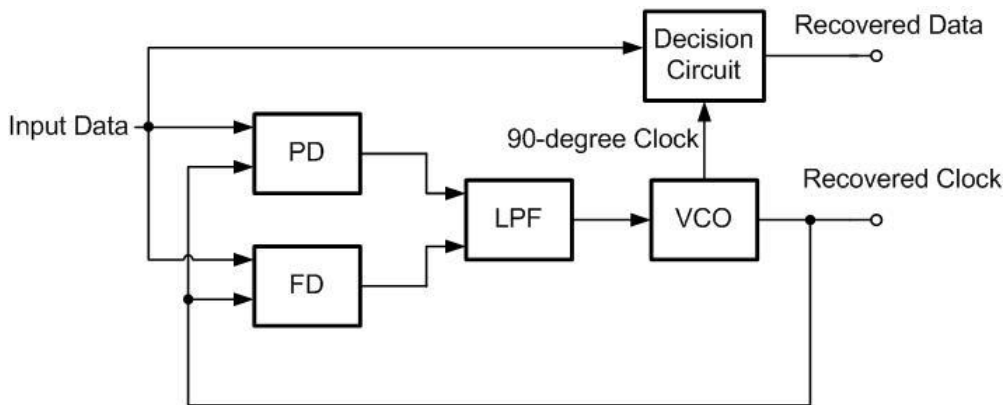 Recovered Data
Decision
Circuit
Input Data
PD
90-degree Clock
Recovered Clock
LPF
VCO
FD